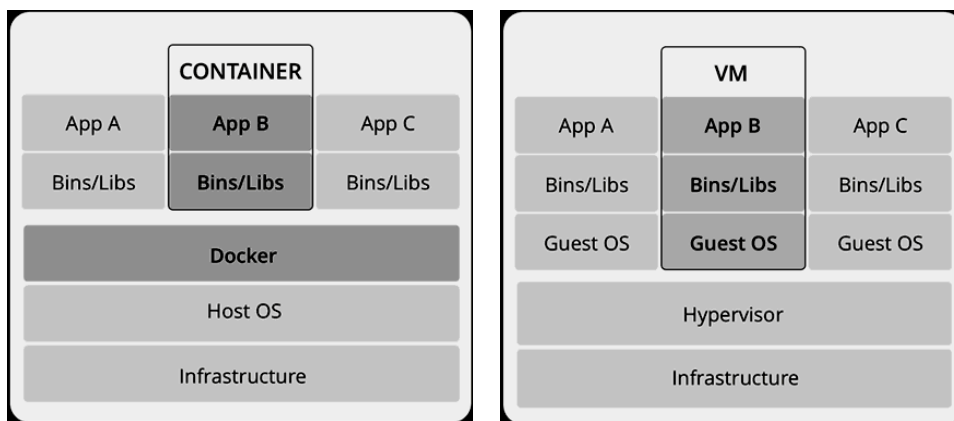 CONTAINER
App A App B App C
Bins/Libs Bins/Libs Bins/Libs
Docker
Host OS
Infrastructure
VM
App A App B App C
Bins/Libs Bins/Libs Bins/Libs
Guest OS Guest OS Guest OS
Hypervisor
Infrastructure